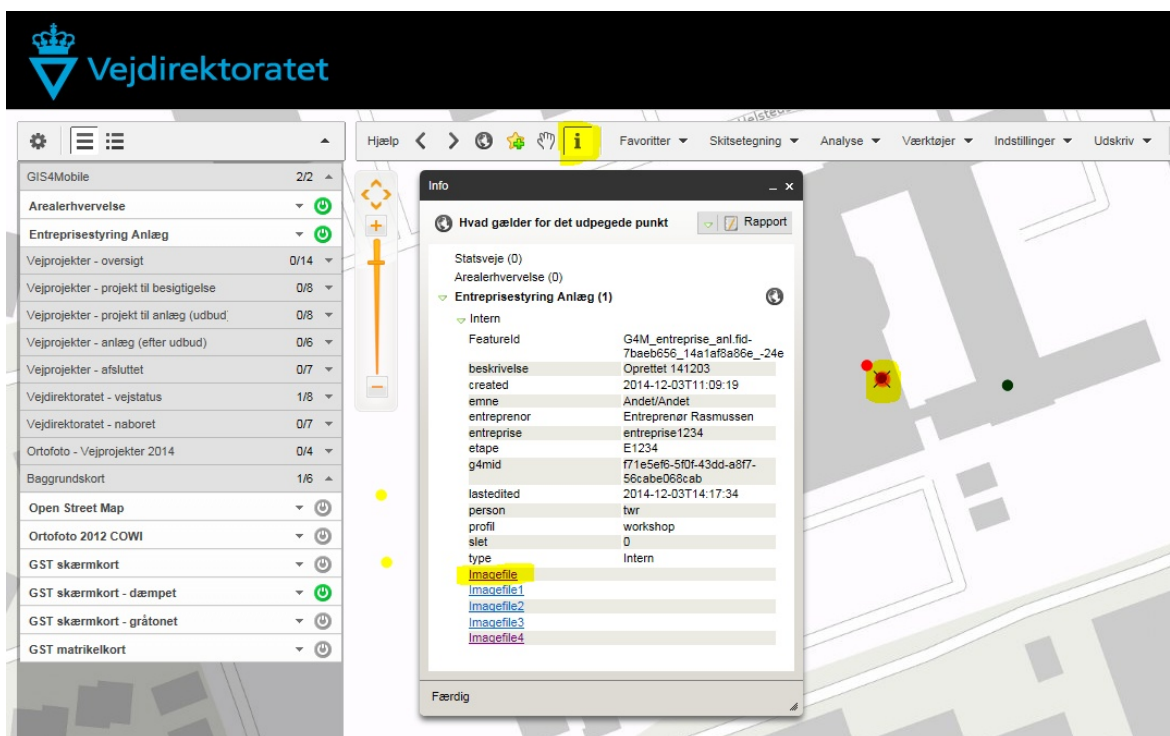 Vejdirektoratet
Hjælp
Favoritter
Skitsetegning
Analyse
Værktøjer
Indstillinger
Udskriv
GIS4Mobile 2/2
Arealerhvervelse
Entreprisestyring Anlæg
Vejprojekter - oversigt 0/14
Vejprojekter - projekt til besigtigelse 0/8
Vejprojekter - projekt til anlæg (udbud) 0/8
Vejprojekter - anlæg (efter udbud) 0/6
Vejprojekter - afsluttet 0/7
Vejdirektoratet - vejstatus 1/8
Vejdirektoratet - naboret 0/7
Ortofoto - Vejprojekter 2014 0/4
Baggrundskort 1/6
Open Street Map
Ortofoto 2012 COWI
GST skærmkort
GST skærmkort - dæmpet
GST skærmkort - gråtonet
GST matrikelkort
Info
Hvad gælder for det udpegede punkt
Rapport
Statsveje (0)
Arealerhvervelse (0)
Entreprisestyring Anlæg (1)
Intern
FeatureId G4M_entreprise_anl.fid-
7baeb656_14a1af8a86e_-24e
beskrivelse Oprettet 141203
created 2014-12-03T11:09:19
emne Andet/Andet
entreprenor Entreprenør Rasmussen
entreprise entreprise1234
etape E1234
g4mid f71e5ef6-5f0f-43dd-a8f7-
56cabe068cab
lastedited 2014-12-03T14:17:34
person twr
profil workshop
slet 0
type Intern
Imagefile
Imagefile1
Imagefile2
Imagefile3
Imagefile4
Færdig